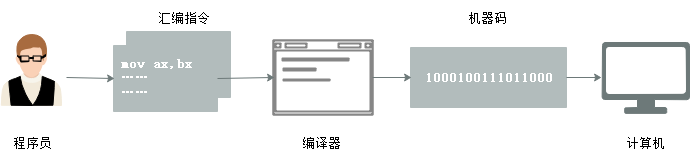 汇编指令
机器码
mov ax,bx
······
······
1000100111011000
程序员
编译器
计算机